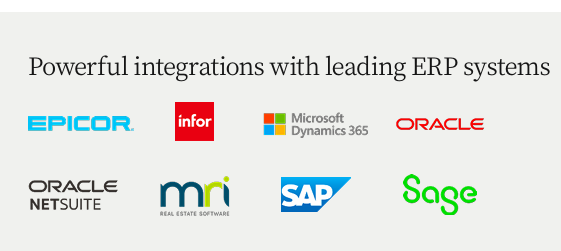 Powerful integrations with leading ERP systems
EPICOR
infor
Microsoft
Dynamics 365
ORACLE
ORACLE
NETSUITE
mri
REAL ESTATE SOFTWARE
SAP
Sage